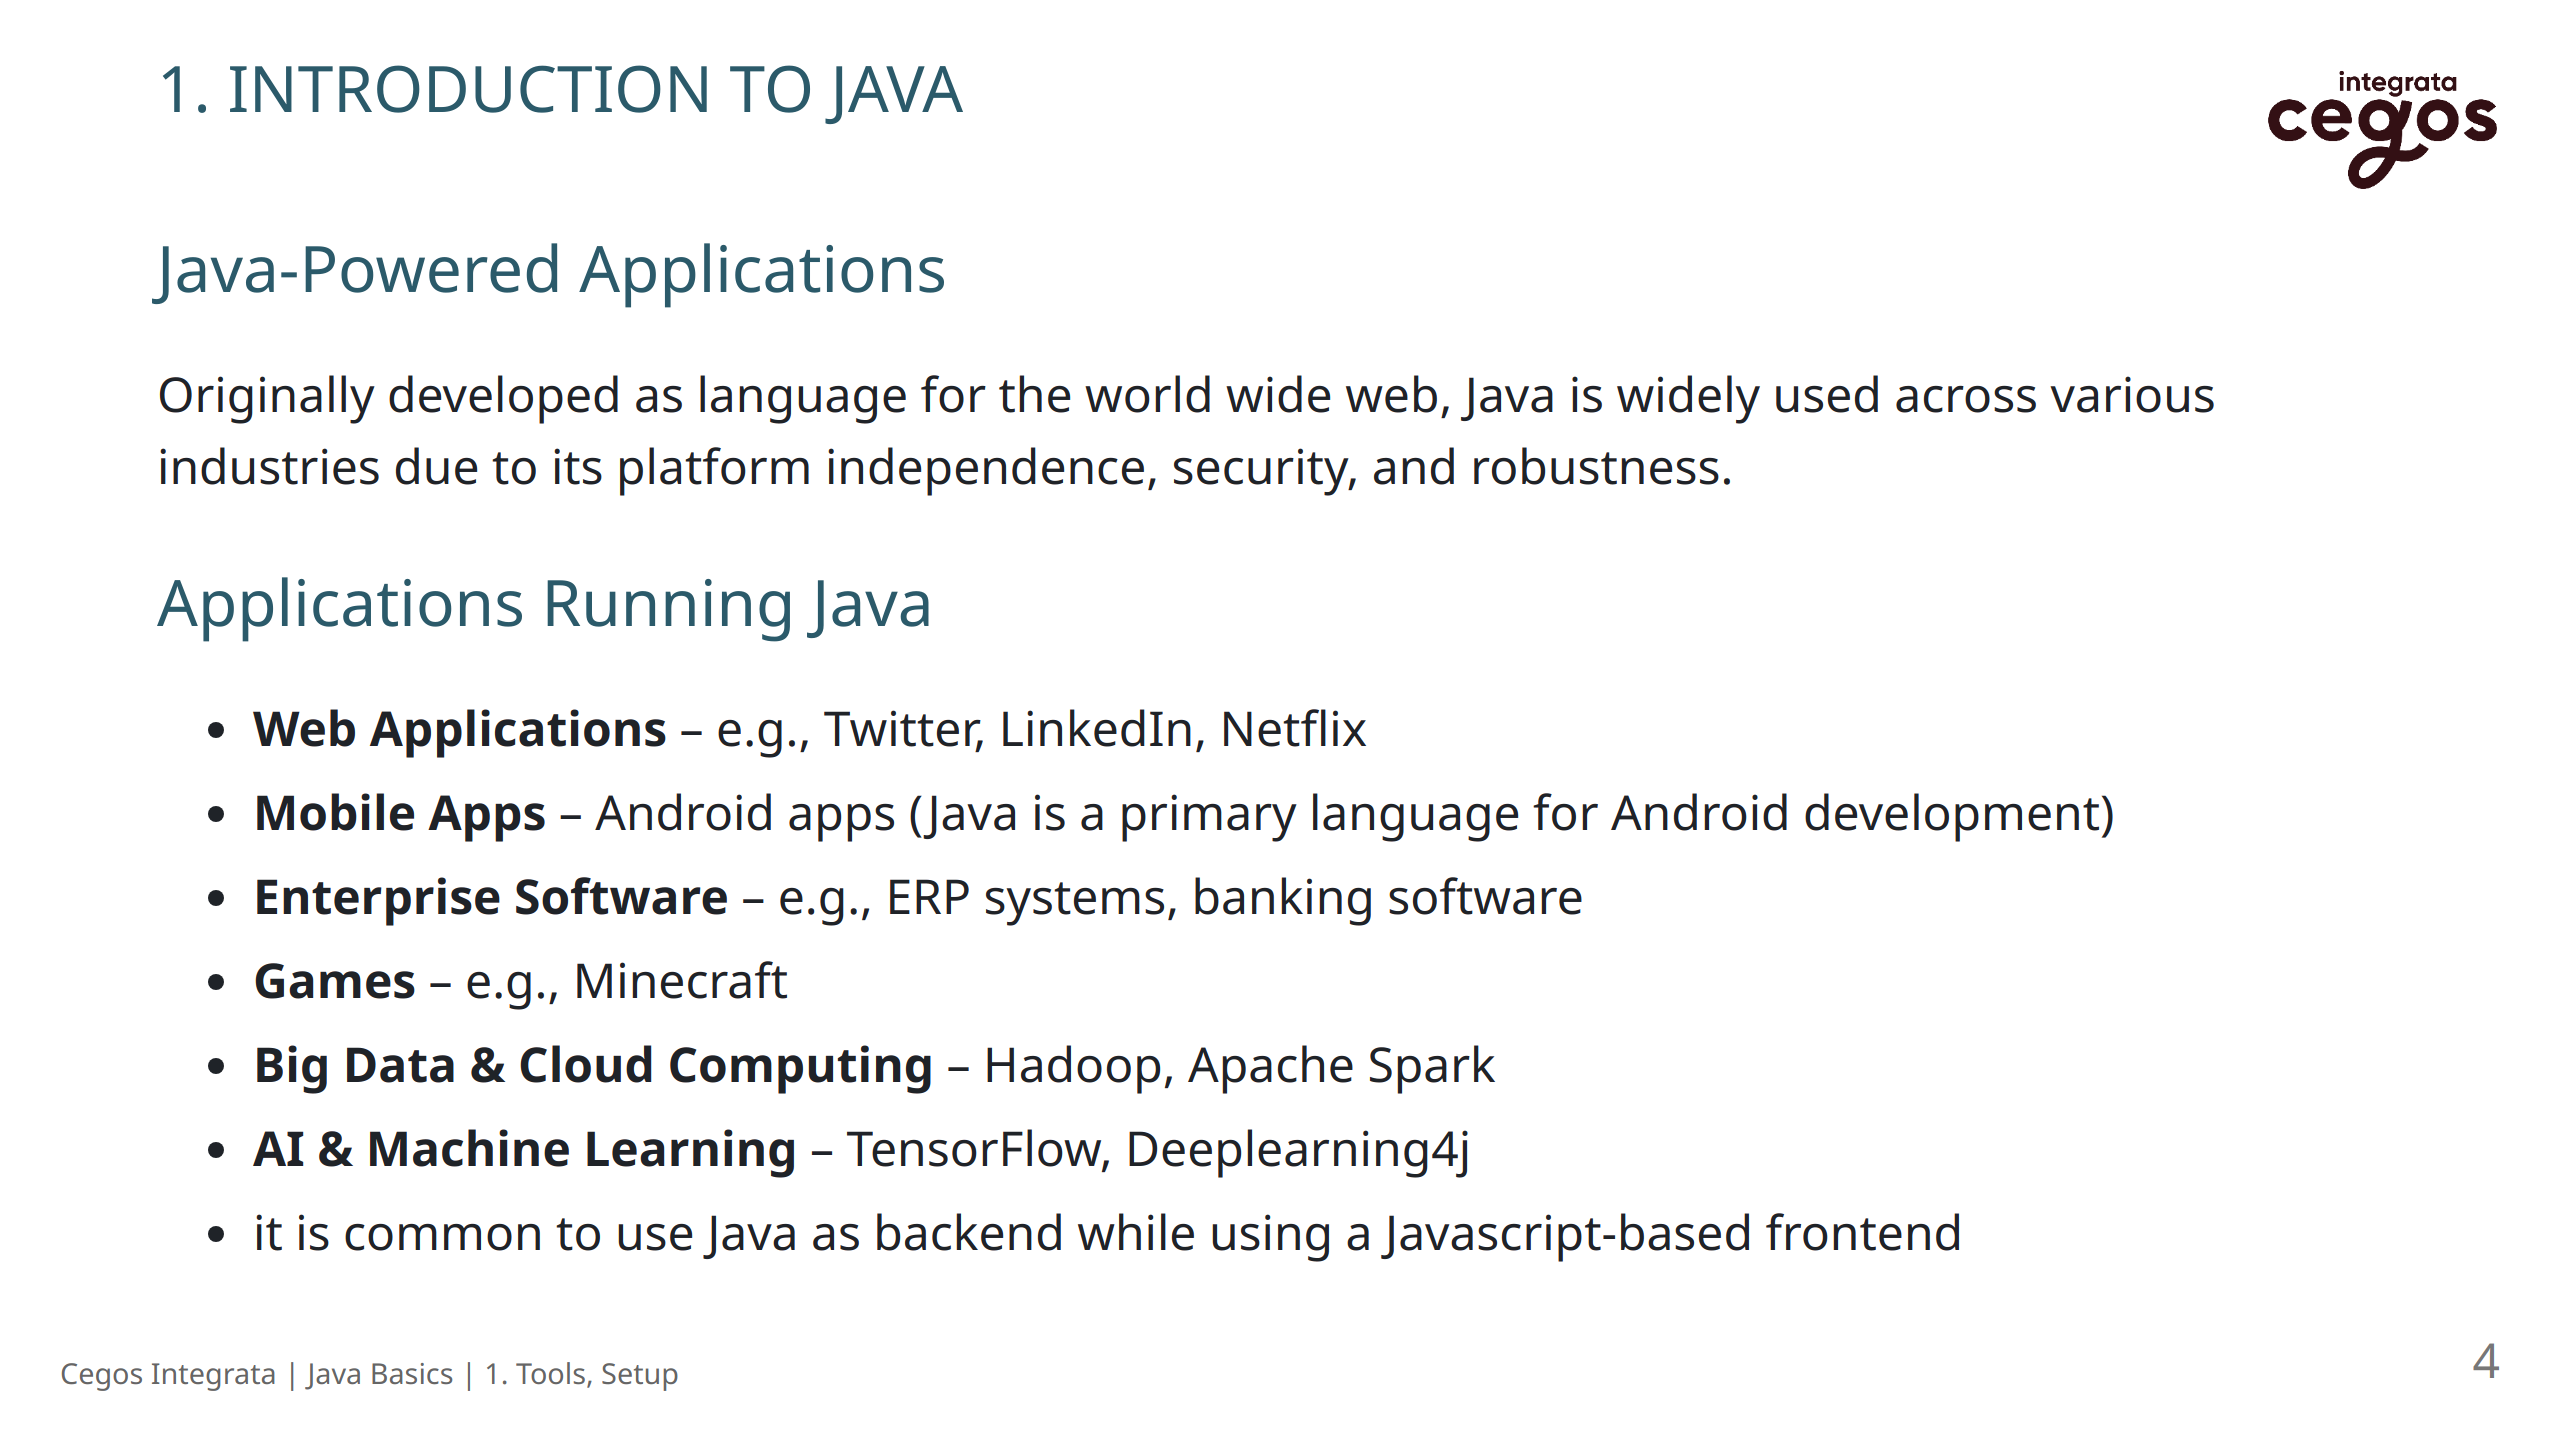 1. INTRODUCTION TO JAVA
integrata
cegos
Java-Powered Applications
Originally developed as language for the world wide web, Java is widely used across various
industries due to its platform independence, security, and robustness.
Applications Running Java
• Web Applications – e.g., Twitter, LinkedIn, Netflix
• Mobile Apps – Android apps (Java is a primary language for Android development)
• Enterprise Software – e.g., ERP systems, banking software
• Games – e.g., Minecraft
• Big Data & Cloud Computing – Hadoop, Apache Spark
• AI & Machine Learning – TensorFlow, Deeplearning4j
• it is common to use Java as backend while using a Javascript-based frontend
Cegos Integrata | Java Basics | 1. Tools, Setup
4